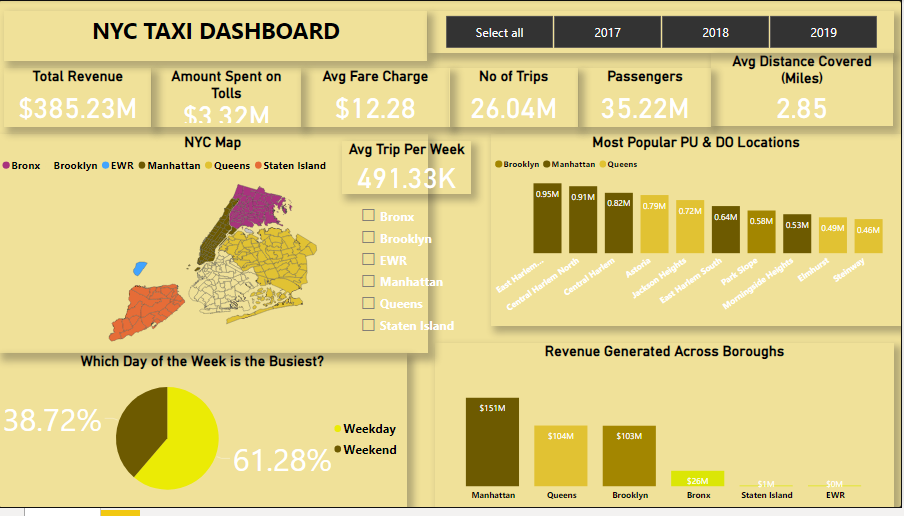 NYC TAXI DASHBOARD
Select all
2017
2018
2019
Total Revenue
$385.23M
Amount Spent on
Tolls
$3.32M
Avg Fare Charge
$12.28
No of Trips
26.04M
Passengers
35.22M
Avg Distance Covered
(Miles)
2.85
NYC Map
Bronx Brooklyn EWR Manhattan Queens Staten Island
Avg Trip Per Week
491.33K
Bronx
Brooklyn
EWR
Manhattan
Queens
Staten Island
Most Popular PU & DO Locations
Brooklyn Manhattan Queens
0.95M
0.91M
0.82M
0.79M
0.72M
0.64M
0.58M
0.53M
0.49M
0.46M
East Harlem...
Central Harlem North
Central Harlem
Astoria
Jackson Heights
East Harlem South
Park Slope
Morningside Heights
Elmhurst
Steinway
Which Day of the Week is the Busiest?
38.72%
61.28%
Weekday
Weekend
Revenue Generated Across Boroughs
$151M
$104M
$103M
$26M
$1M
$0M
Manhattan
Queens
Brooklyn
Bronx
Staten Island
EWR